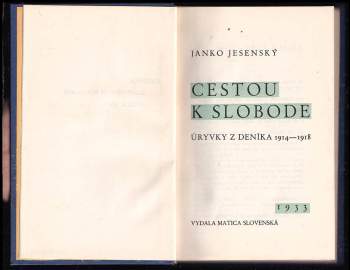 JANKO JESENSKÝ
CESTOU
K SLOBODE
ÚRYVKY Z DENÍKA 1914—1918
1933
VYDALA MATICA SLOVENSKÁ